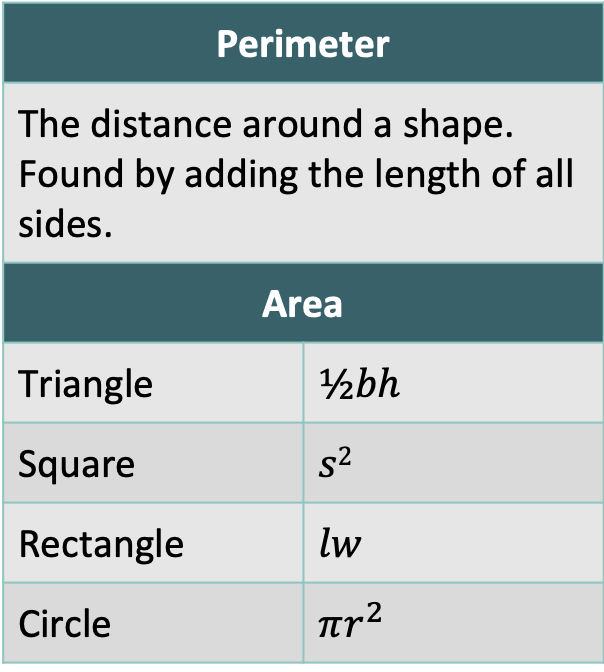 Perimeter
The distance around a shape.
Found by adding the length of all
sides.
Area
Triangle ½bh
Square s²
Rectangle lw
Circle πr²